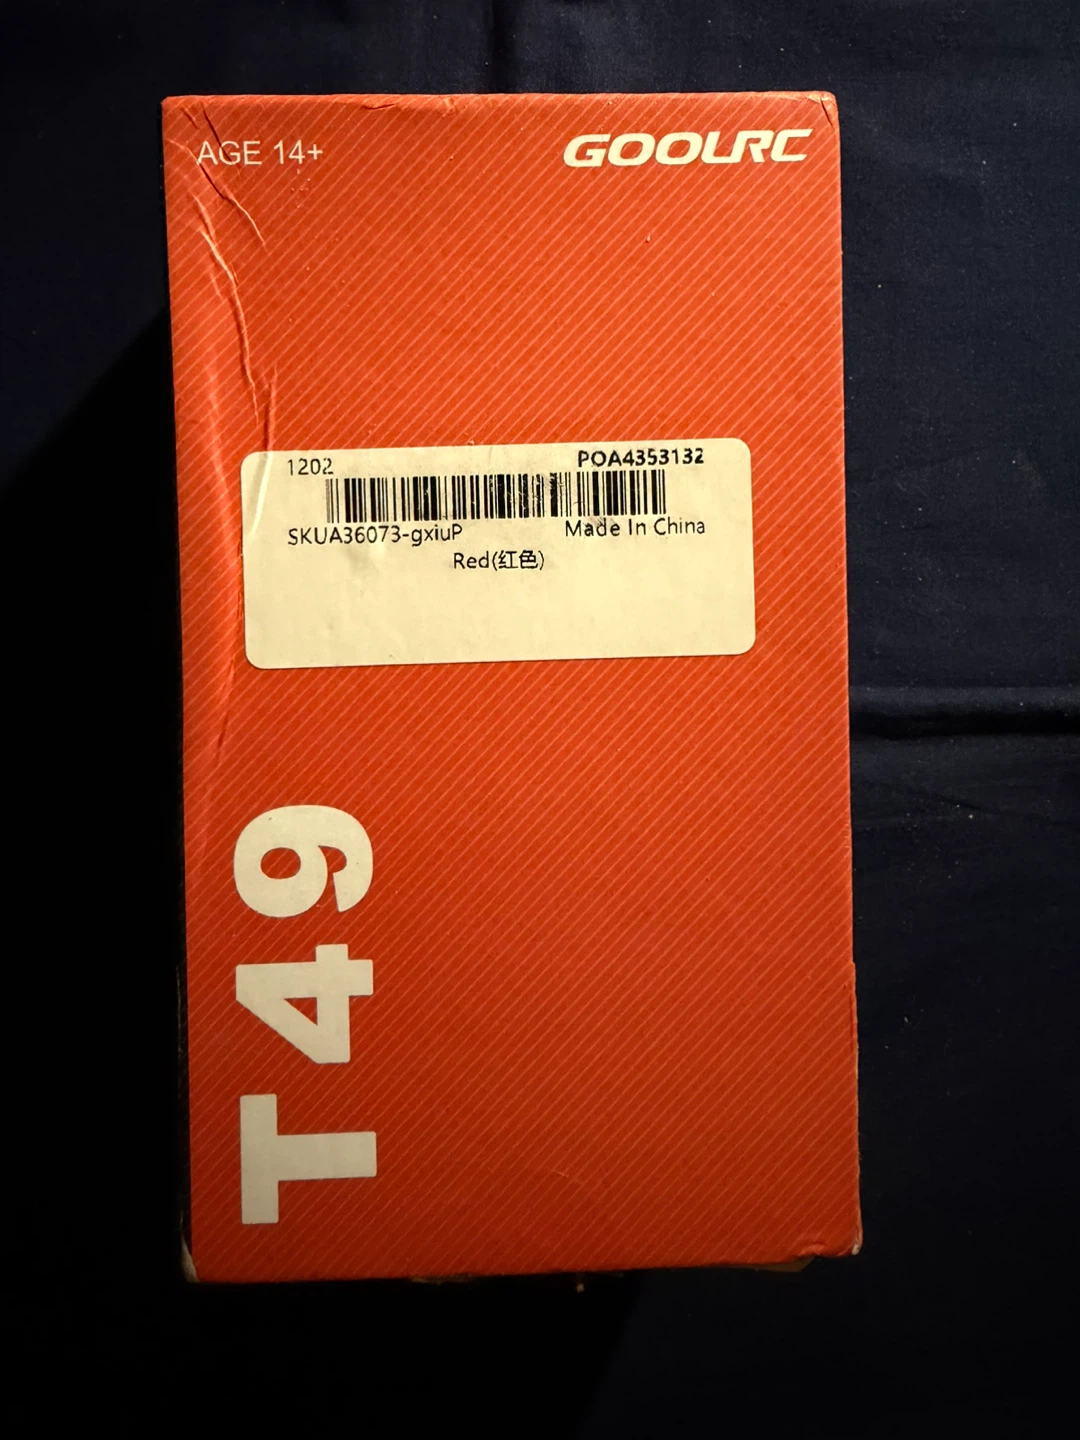 AGE 14+
GOOLRC
1202
POA4353132
SKUA36073-gxiuP
Made In China
Red(红色)
T49